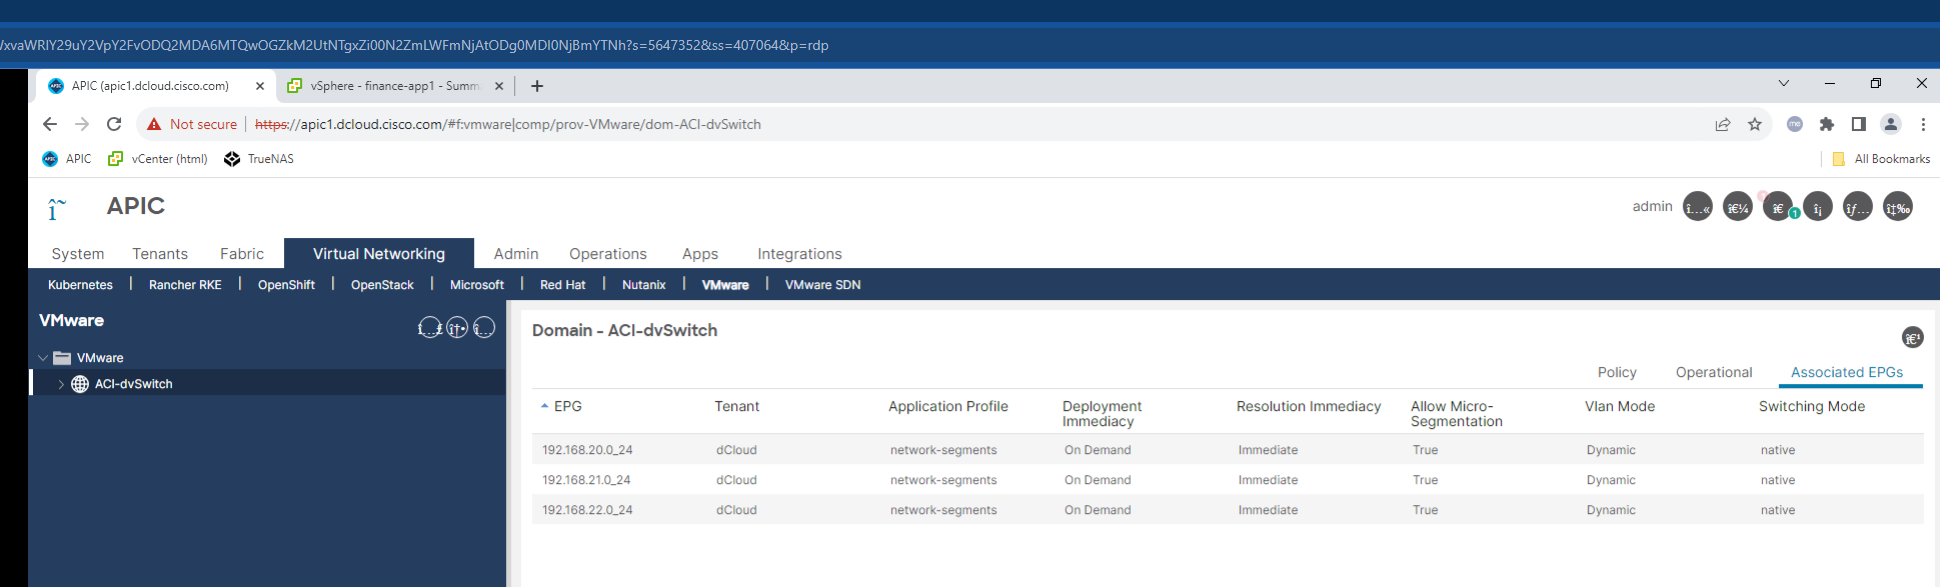 /xvaWRlY29uY2VpY2FvODQ2MDA6MTQwOGZkM2UtNTgxZi00N2ZmLWFmNjAtODg0MDI0NjBmYTNh?s=5647352&ss=407064&p=rdp
APIC (apic1.dcloud.cisco.com) vSphere - finance-app1 - Summ
Not secure https://apic1.dcloud.cisco.com/#f:vmware|comp/prov-VMware/dom-ACI-dvSwitch
APIC vCenter (html) TrueNAS All Bookmarks
APIC admin
System Tenants Fabric Virtual Networking Admin Operations Apps Integrations
Kubernetes | Rancher RKE | OpenShift | OpenStack | Microsoft | Red Hat | Nutanix | VMware | VMware SDN
VMware
VMware
ACI-dvSwitch
Domain - ACI-dvSwitch
Policy Operational Associated EPGs
EPG Tenant Application Profile Deployment Immediacy Resolution Immediacy Allow Micro-Segmentation Vlan Mode Switching Mode
192.168.20.0_24 dCloud network-segments On Demand Immediate True Dynamic native
192.168.21.0_24 dCloud network-segments On Demand Immediate True Dynamic native
192.168.22.0_24 dCloud network-segments On Demand Immediate True Dynamic native